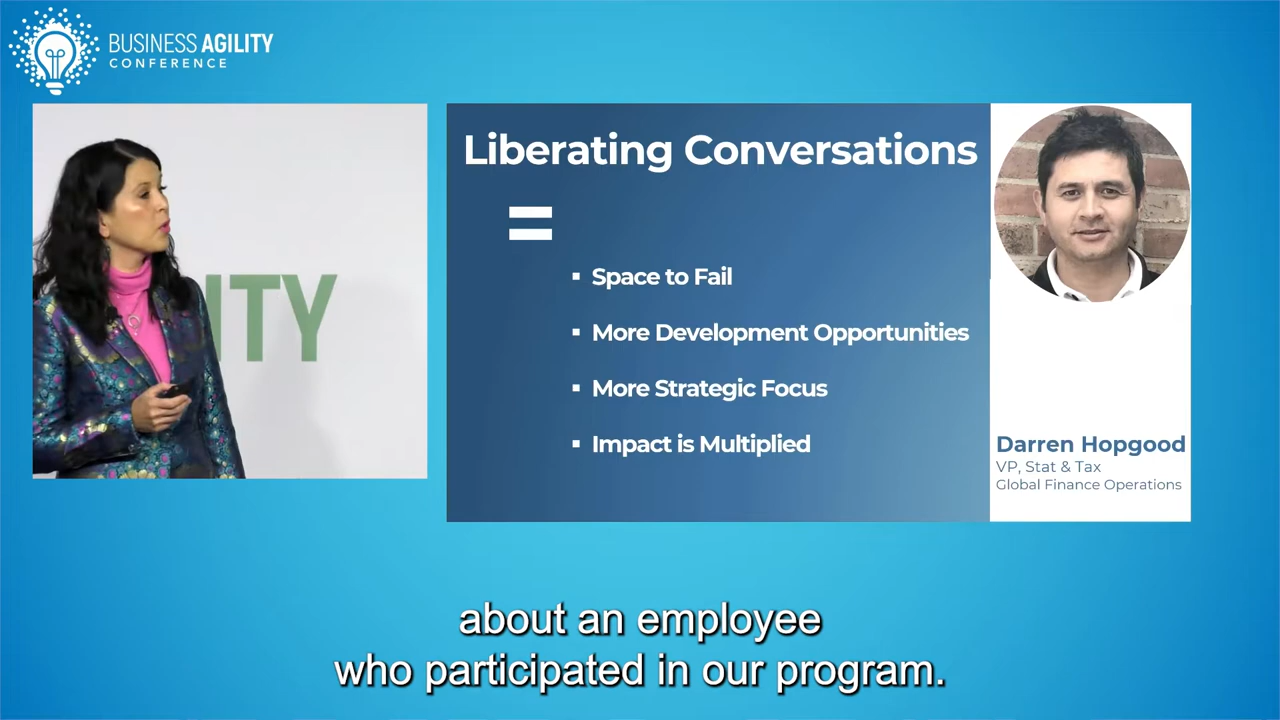 BUSINESS AGILITY
CONFERENCE
ITY
Liberating Conversations
=
▪ Space to Fail
▪ More Development Opportunities
▪ More Strategic Focus
▪ Impact is Multiplied
Darren Hopgood
VP, Stat & Tax
Global Finance Operations
about an employee
who participated in our program.